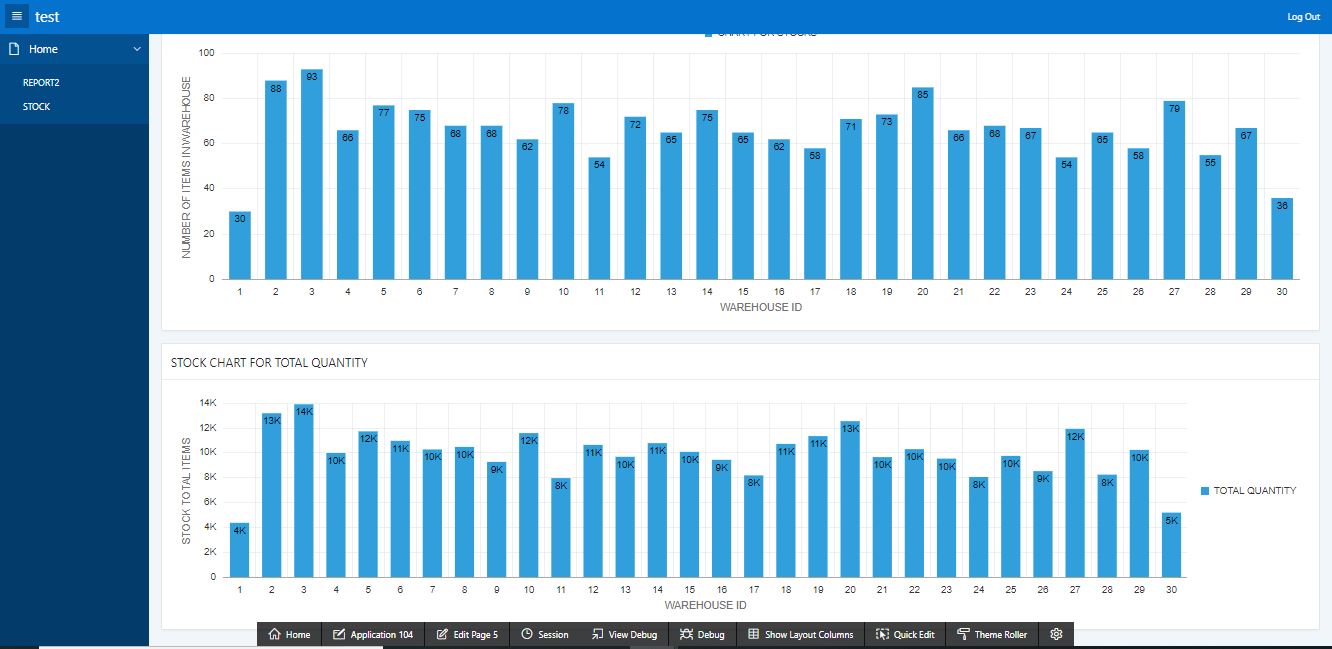 test
Log Out
Home
REPORT2
STOCK
100
80
60
40
20
0
NUMBER OF ITEMS IN WAREHOUSE
30 88 93 66 77 75 68 68 62 78 54 72 65 75 65 62 58 71 73 85 66 68 67 54 65 58 79 55 67 36
1 2 3 4 5 6 7 8 9 10 11 12 13 14 15 16 17 18 19 20 21 22 23 24 25 26 27 28 29 30
WAREHOUSE ID
STOCK CHART FOR TOTAL QUANTITY
14K
12K
10K
8K
6K
4K
2K
0
STOCK TOTAL ITEMS
4K 13K 14K 10K 12K 11K 10K 10K 9K 12K 8K 11K 10K 11K 10K 9K 8K 11K 11K 13K 10K 10K 10K 8K 10K 9K 12K 8K 10K 5K
TOTAL QUANTITY
1 2 3 4 5 6 7 8 9 10 11 12 13 14 15 16 17 18 19 20 21 22 23 24 25 26 27 28 29 30
WAREHOUSE ID
Home Application 104 Edit Page 5 Session View Debug Debug Show Layout Columns Quick Edit Theme Roller